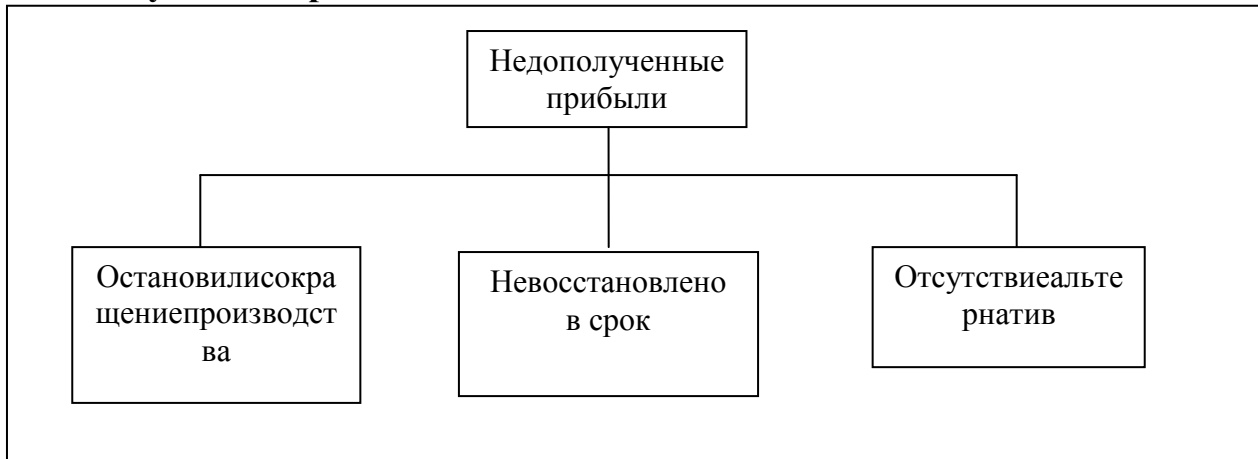 Недополученные
прибыли
Остановилисокра
щениепроизводст
ва
Невосстановлено
в срок
Отсутствиеальте
рнатив